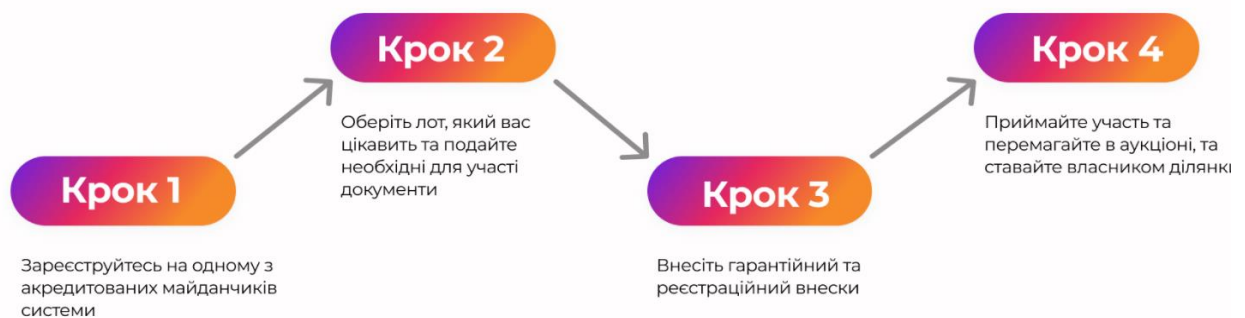 Крок 1
Зареєструйтесь на одному з
акредитованих майданчиків
системи
Крок 2
Оберіть лот, який вас
цікавить та подайте
необхідні для участі
документи
Крок 3
Внесіть гарантійний та
реєстраційний внески
Крок 4
Приймайте участь та
перемагайте в аукціоні, та
ставайте власником ділянкі